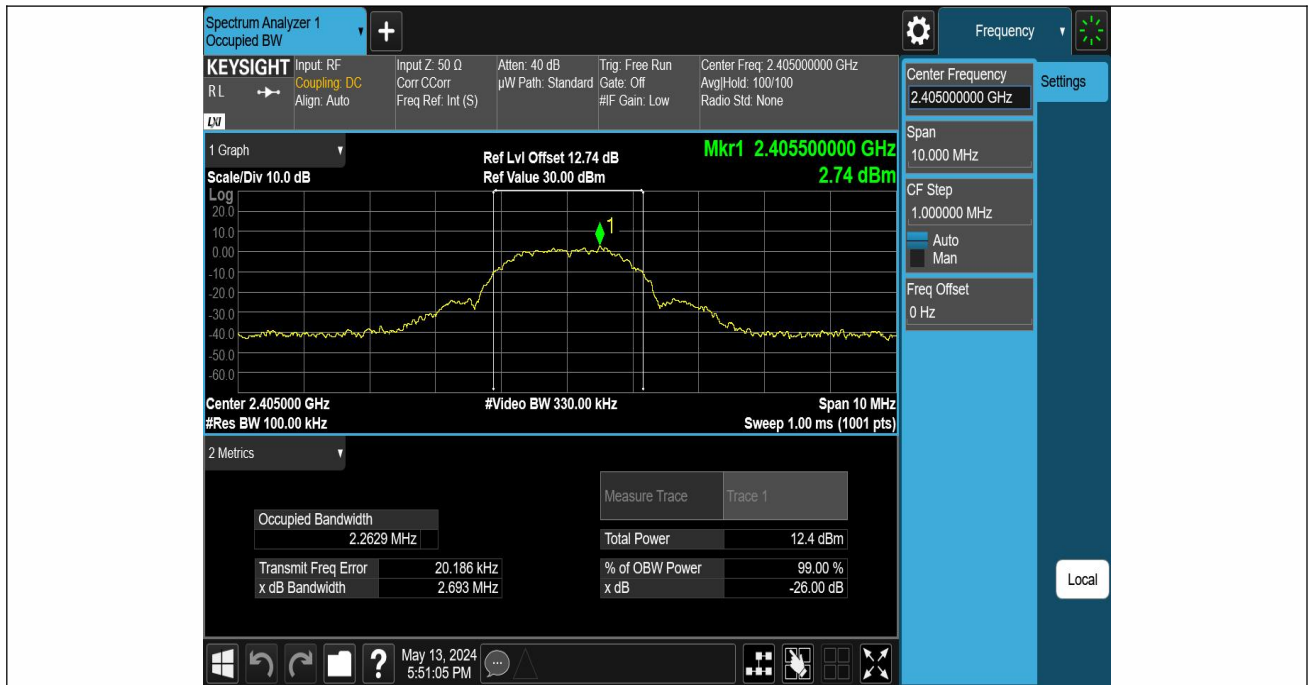 Spectrum Analyzer 1
Occupied BW
Frequency
KEYSIGHT
RL
LXI
Input: RF
Coupling: DC
Align: Auto
Input Z: 50 Ω
Corr CCorr
Freq Ref: Int (S)
Atten: 40 dB
µW Path: Standard
Trig: Free Run
Gate: Off
#IF Gain: Low
Center Freq: 2.405000000 GHz
Avg|Hold: 100/100
Radio Std: None
Center Frequency
2.405000000 GHz
Settings
Span
10.000 MHz
CF Step
1.000000 MHz
Auto
Man
Freq Offset
0 Hz
Local
1 Graph
Scale/Div 10.0 dB
Ref Lvl Offset 12.74 dB
Ref Value 30.00 dBm
Mkr1 2.405500000 GHz
2.74 dBm
Log
20.0
10.0
0.00
-10.0
-20.0
-30.0
-40.0
-50.0
-60.0
1
Center 2.405000 GHz
#Video BW 330.00 kHz
Span 10 MHz
#Res BW 100.00 kHz
Sweep 1.00 ms (1001 pts)
2 Metrics
Measure Trace
Trace 1
Occupied Bandwidth
2.2629 MHz
Total Power
12.4 dBm
Transmit Freq Error
20.186 kHz
% of OBW Power
99.00 %
x dB Bandwidth
2.693 MHz
x dB
-26.00 dB
?
May 13, 2024
5:51:05 PM